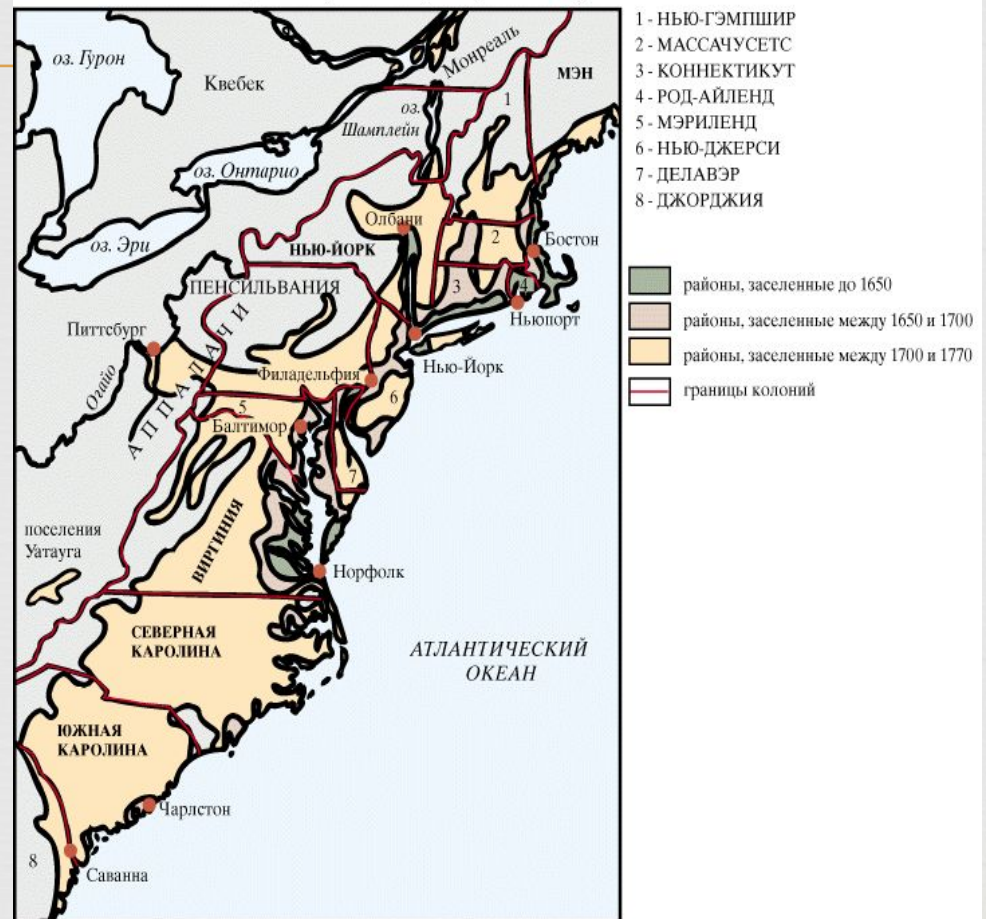 оз. Гурон
Квебек
Монреаль
МЭН
1
оз.
Шамплейн
оз. Онтарио
оз. Эри
Олбани
НЬЮ-ЙОРК
2
Бостон
ПЕНСИЛЬВАНИЯ
3
4
Ньюпорт
Питтсбург
Нью-Йорк
Огайо
АППАЛАЧИ
Филадельфия
6
5
Балтимор
7
ВИРГИНИЯ
поселения
Уатауга
Норфолк
СЕВЕРНАЯ
КАРОЛИНА
АТЛАНТИЧЕСКИЙ
ОКЕАН
ЮЖНАЯ
КАРОЛИНА
Чарлстон
8
Саванна
1 - НЬЮ-ГЭМПШИР
2 - МАССАЧУСЕТС
3 - КОННЕКТИКУТ
4 - РОД-АЙЛЕНД
5 - МЭРИЛЕНД
6 - НЬЮ-ДЖЕРСИ
7 - ДЕЛАВЭР
8 - ДЖОРДЖИЯ
районы, заселенные до 1650
районы, заселенные между 1650 и 1700
районы, заселенные между 1700 и 1770
границы колоний